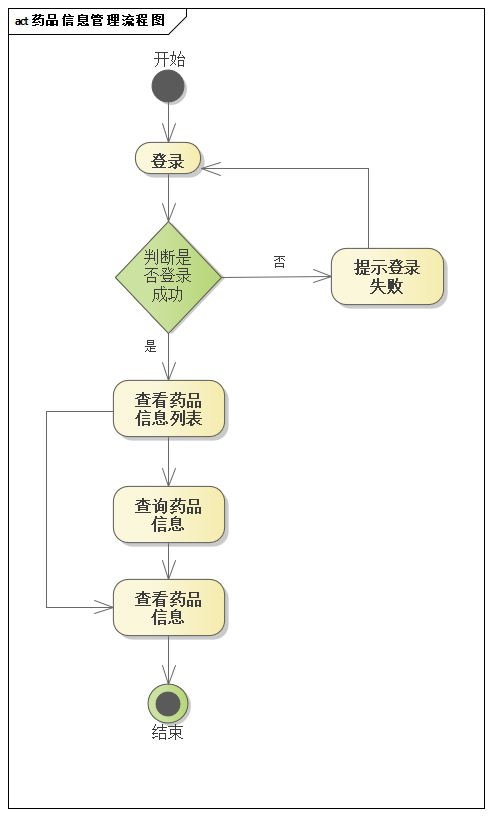 act 药品信息管理流程图
开始
登录
判断是
否登录
成功
否
提示登录
失败
是
查看药品
信息列表
查询药品
信息
查看药品
信息
结束